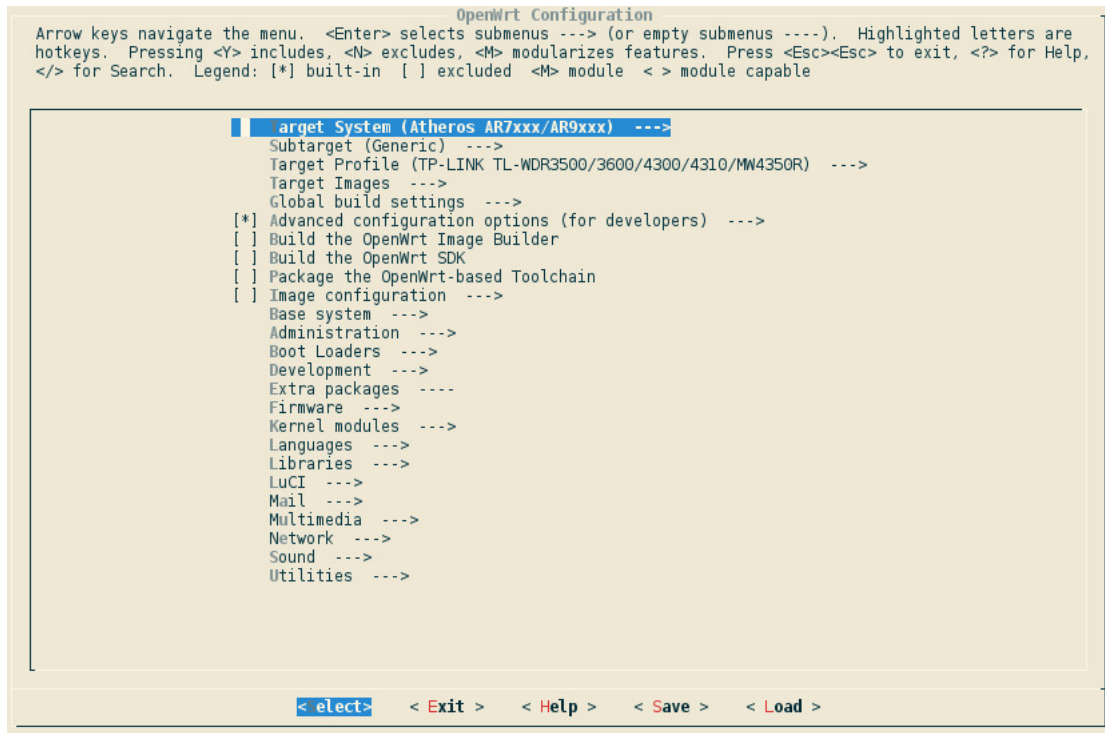 OpenWrt Configuration
Arrow keys navigate the menu.  <Enter> selects submenus ---> (or empty submenus ----).  Highlighted letters are
hotkeys.  Pressing <Y> includes, <N> excludes, <M> modularizes features.  Press <Esc><Esc> to exit, <?> for Help,
</> for Search.  Legend: [*] built-in  [ ] excluded  <M> module  < > module capable
arget System (Atheros AR7xxx/AR9xxx)  --->
Subtarget (Generic)  --->
Target Profile (TP-LINK TL-WDR3500/3600/4300/4310/MW4350R)  --->
Target Images  --->
Global build settings  --->
[*] Advanced configuration options (for developers)  --->
[ ] Build the OpenWrt Image Builder
[ ] Build the OpenWrt SDK
[ ] Package the OpenWrt-based Toolchain
[ ] Image configuration  --->
Base system  --->
Administration  --->
Boot Loaders  --->
Development  --->
Extra packages  ----
Firmware  --->
Kernel modules  --->
Languages  --->
Libraries  --->
LuCI  --->
Mail  --->
Multimedia  --->
Network  --->
Sound  --->
Utilities  --->
< elect>    < Exit >    < Help >    < Save >    < Load >